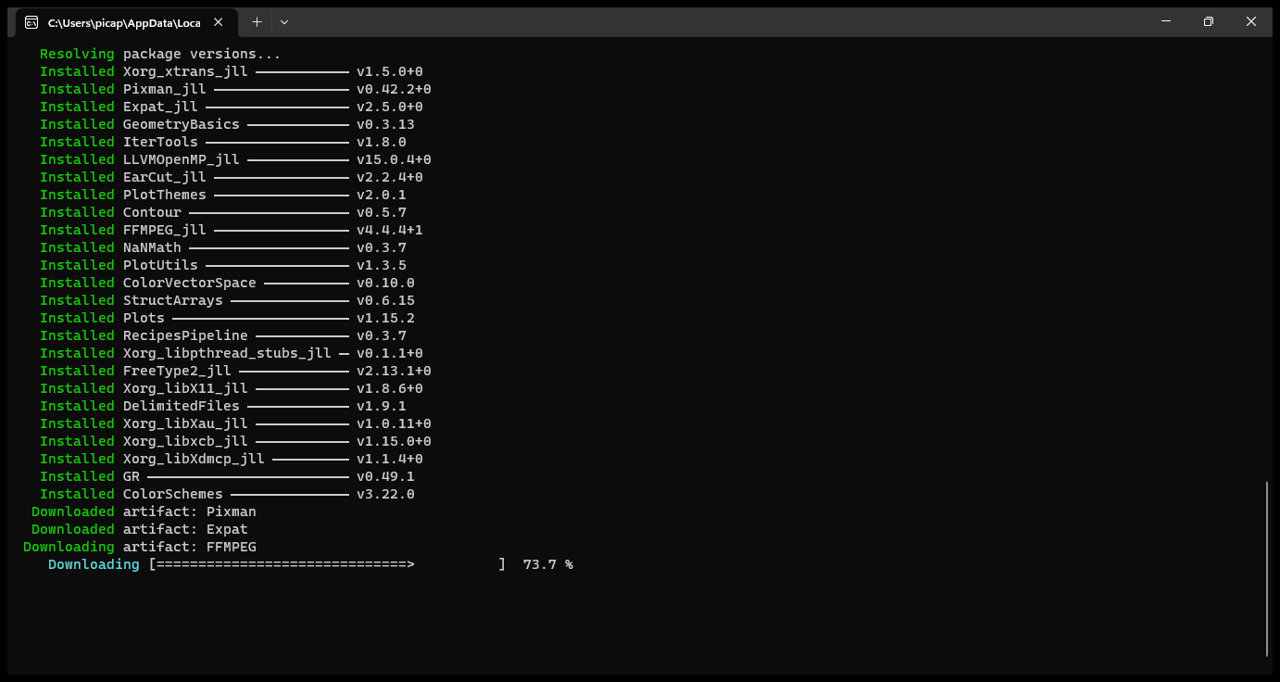 C:\Users\picap\AppData\Loca
Resolving package versions...
Installed Xorg_xtrans_jll ─────────── v1.5.0+0
Installed Pixman_jll ──────────────── v0.42.2+0
Installed Expat_jll ───────────────── v2.5.0+0
Installed GeometryBasics ──────────── v0.3.13
Installed IterTools ───────────────── v1.8.0
Installed LLVMOpenMP_jll ──────────── v15.0.4+0
Installed EarCut_jll ──────────────── v2.2.4+0
Installed PlotThemes ──────────────── v2.0.1
Installed Contour ─────────────────── v0.5.7
Installed FFMPEG_jll ──────────────── v4.4.4+1
Installed NaNMath ─────────────────── v0.3.7
Installed PlotUtils ───────────────── v1.3.5
Installed ColorVectorSpace ────────── v0.10.0
Installed StructArrays ────────────── v0.6.15
Installed Plots ───────────────────── v1.15.2
Installed RecipesPipeline ─────────── v0.3.7
Installed Xorg_libpthread_stubs_jll ─ v0.1.1+0
Installed FreeType2_jll ───────────── v2.13.1+0
Installed Xorg_libX11_jll ─────────── v1.8.6+0
Installed DelimitedFiles ──────────── v1.9.1
Installed Xorg_libXau_jll ─────────── v1.0.11+0
Installed Xorg_libxcb_jll ─────────── v1.15.0+0
Installed Xorg_libXdmcp_jll ───────── v1.1.4+0
Installed GR ──────────────────────── v0.49.1
Installed ColorSchemes ────────────── v3.22.0
Downloaded artifact: Pixman
Downloaded artifact: Expat
Downloading artifact: FFMPEG
Downloading [==============================>          ]  73.7 %